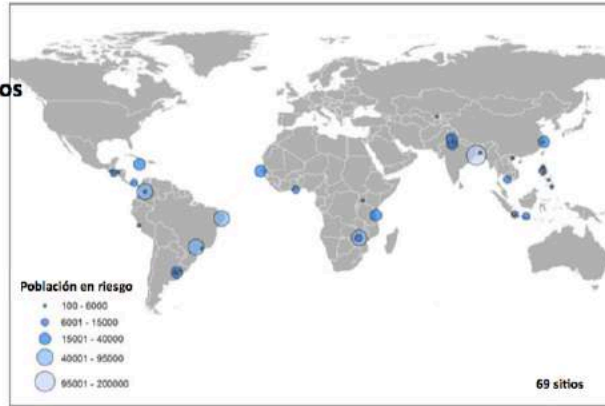 os
Población en riesgo
100 - 6000
6001 - 15000
15001 - 40000
40001 - 95000
95001 - 200000
69 sitios